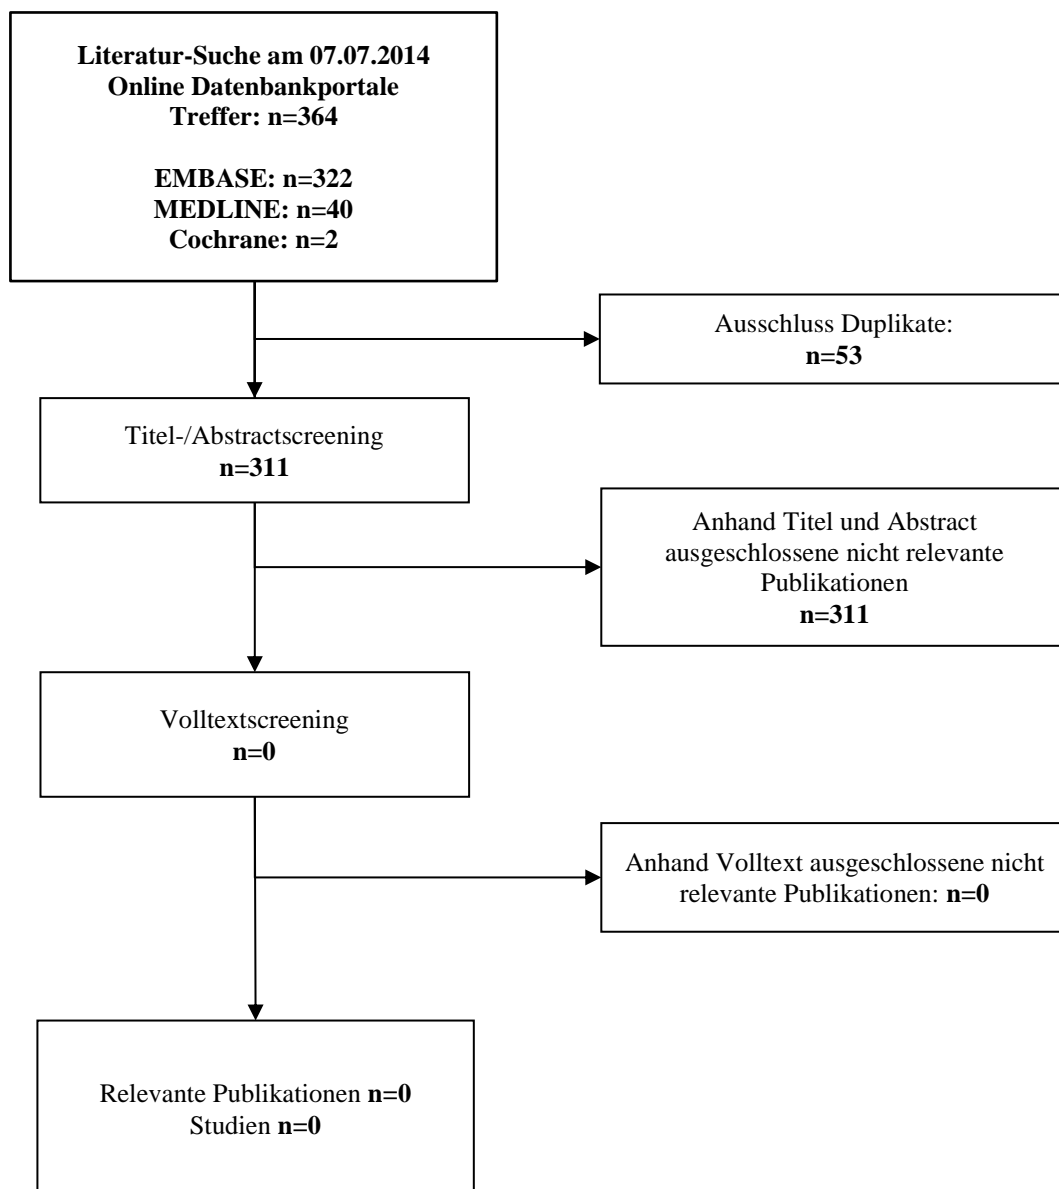 Literatur-Suche am 07.07.2014
Online Datenbankportale
Treffer: n=364
EMBASE: n=322
MEDLINE: n=40
Cochrane: n=2
Ausschluss Duplikate:
n=53
Titel-/Abstractscreening
n=311
Anhand Titel und Abstract
ausgeschlossene nicht relevante
Publikationen
n=311
Volltextscreening
n=0
Anhand Volltext ausgeschlossene nicht
relevante Publikationen: n=0
Relevante Publikationen n=0
Studien n=0